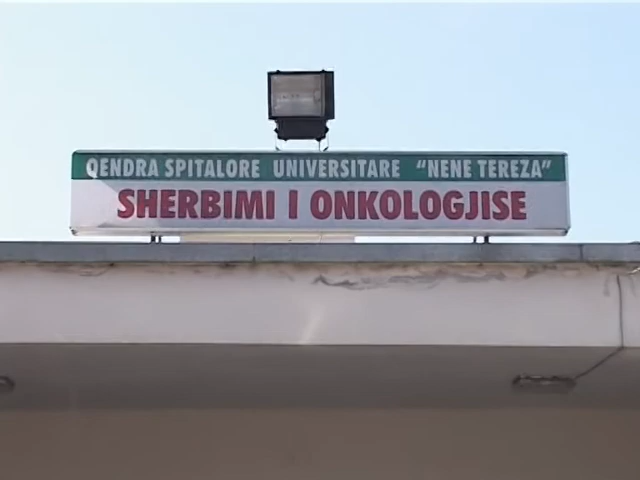 QENDRA SPITALORE UNIVERSITARE “NENE TEREZA”
SHERBIMI I ONKOLOGJISE